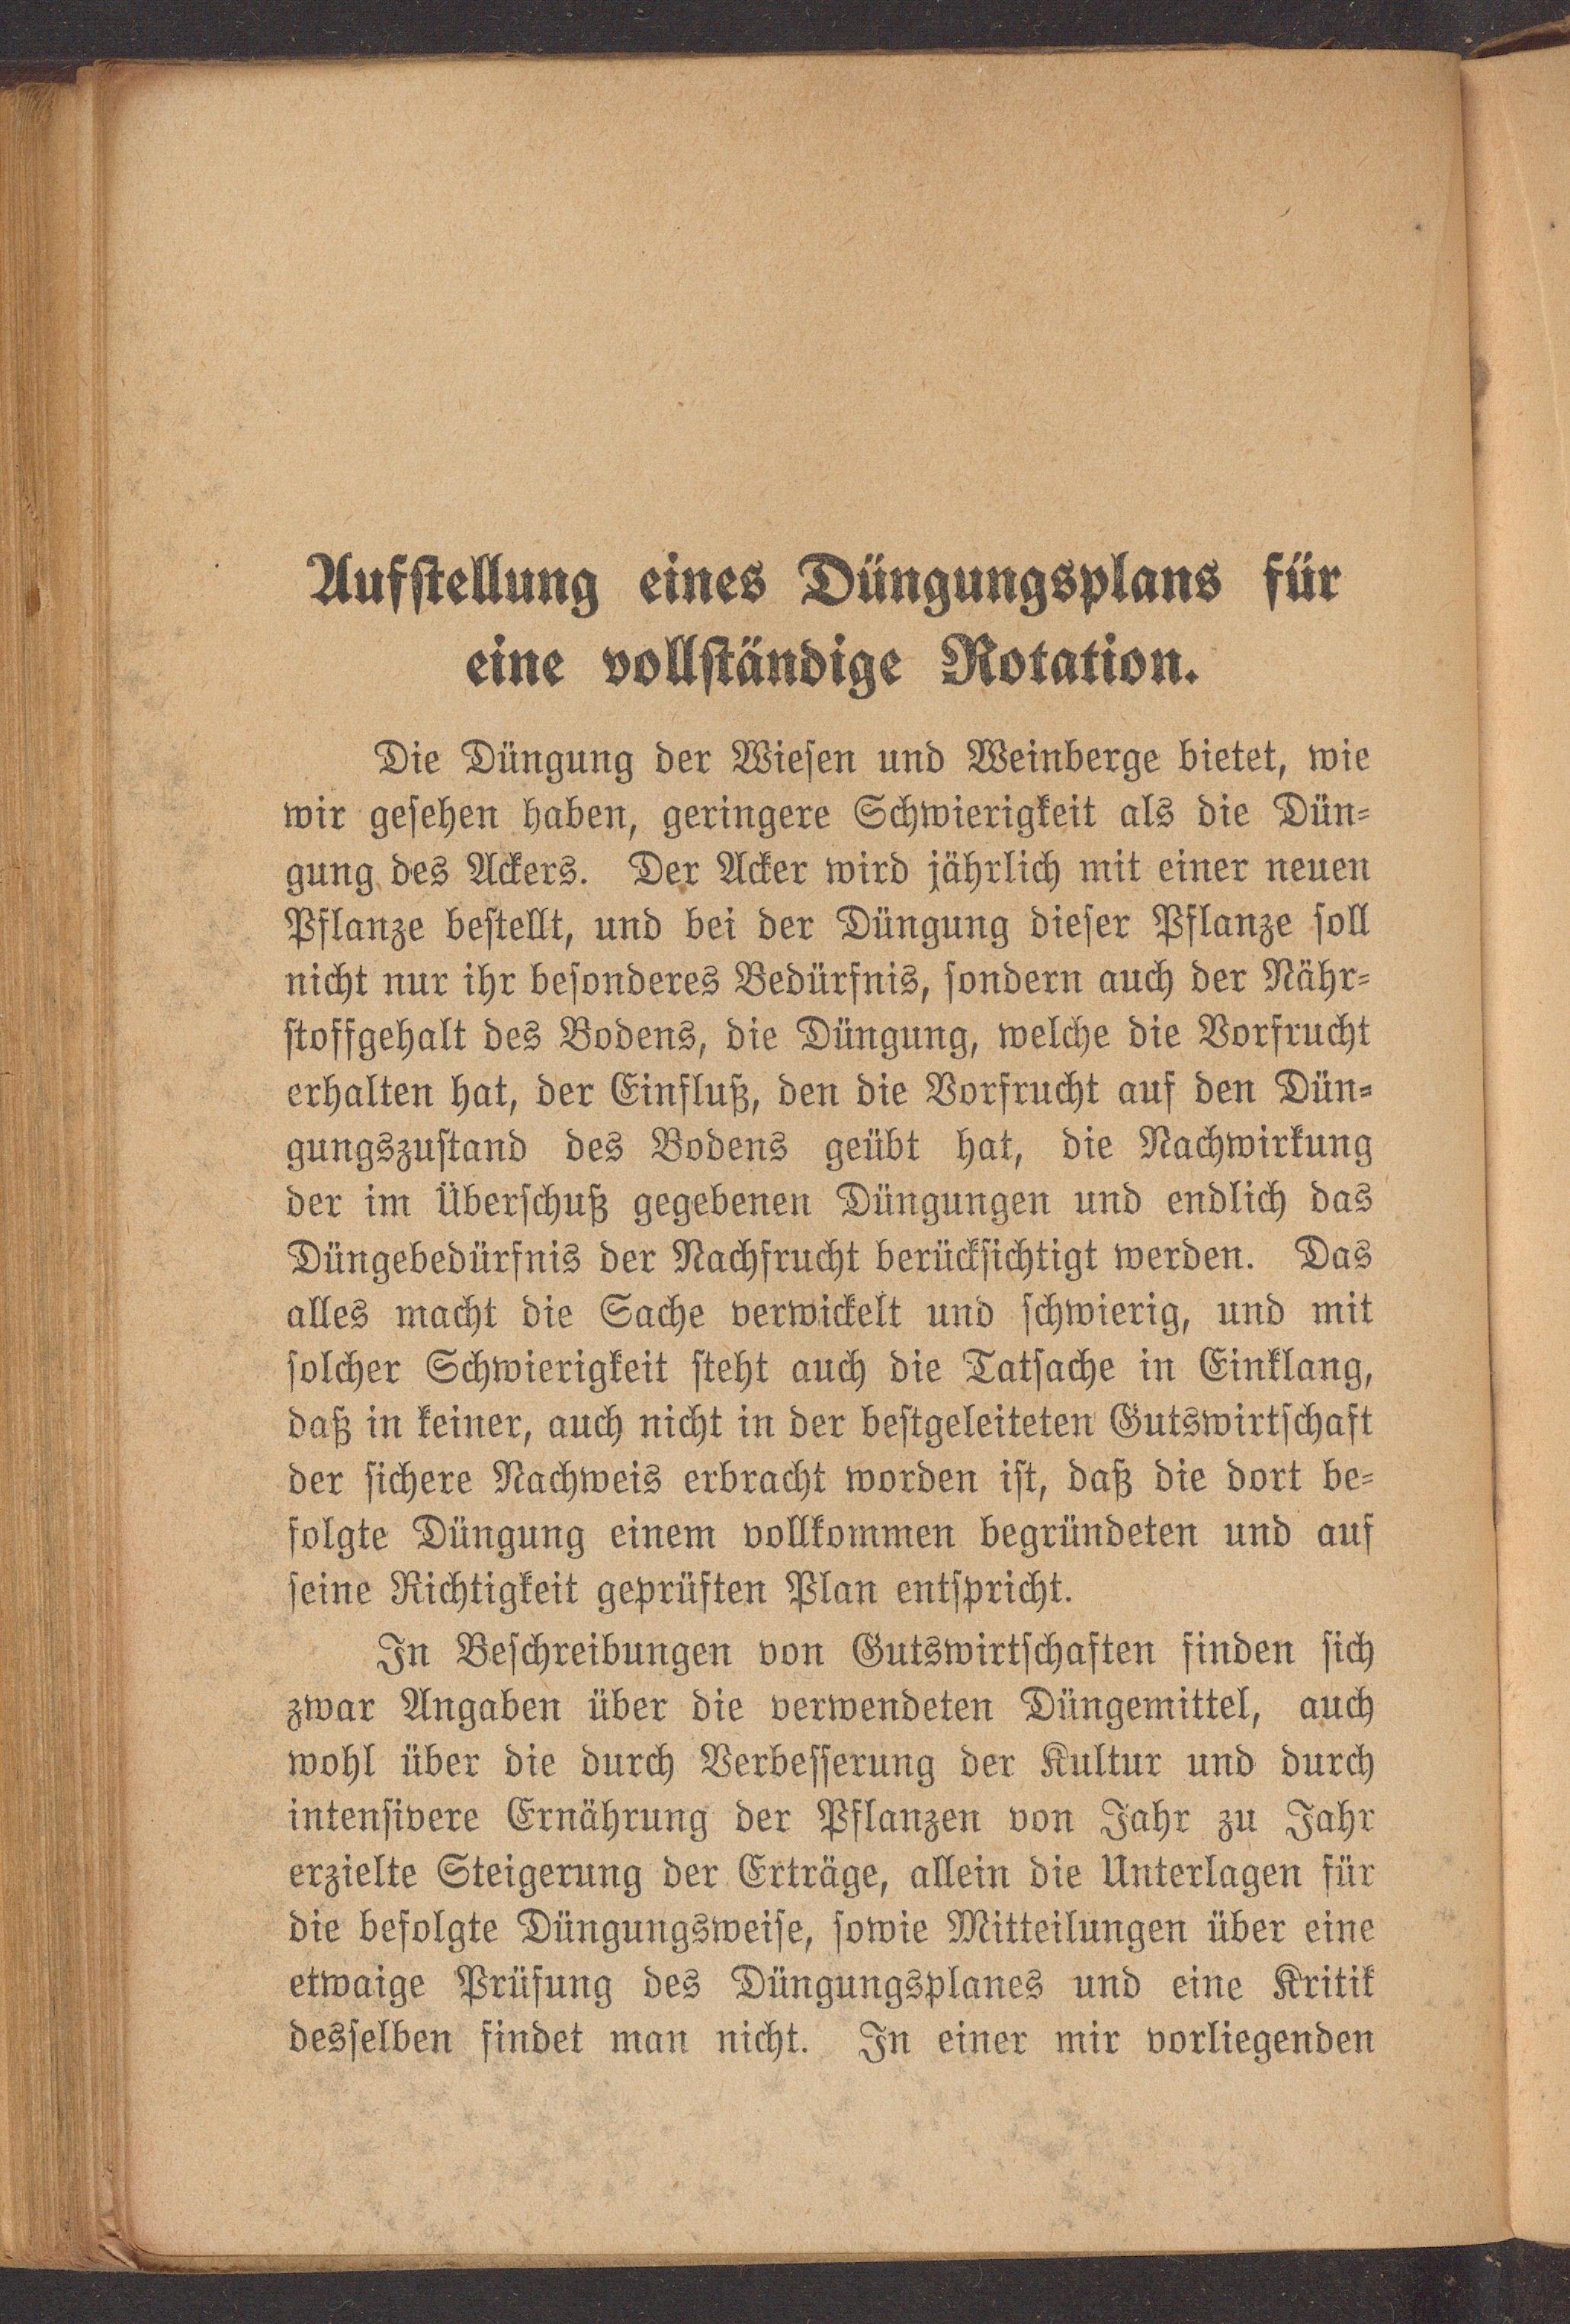 Aufstellung eines Düngungsplans für
eine vollständige Rotation.
Die Düngung der Wiesen und Weinberge bietet, wie
wir gesehen haben, geringere Schwierigkeit als die Dün-
gung des Ackers. Der Acker wird jährlich mit einer neuen
Pflanze bestellt, und bei der Düngung dieser Pflanze soll
nicht nur ihr besonderes Bedürfnis, sondern auch der Nähr-
stoffgehalt des Bodens, die Düngung, welche die Vorfrucht
erhalten hat, der Einfluß, den die Vorfrucht auf den Dün-
gungszustand des Bodens geübt hat, die Nachwirkung
der im Überschuß gegebenen Düngungen und endlich das
Düngebedürfnis der Nachfrucht berücksichtigt werden. Das
alles macht die Sache verwickelt und schwierig, und mit
solcher Schwierigkeit steht auch die Tatsache in Einklang,
daß in keiner, auch nicht in der bestgeleiteten Gutswirtschaft
der sichere Nachweis erbracht worden ist, daß die dort be-
folgte Düngung einem vollkommen begründeten und auf
seine Richtigkeit geprüften Plan entspricht.
In Beschreibungen von Gutswirtschaften finden sich
zwar Angaben über die verwendeten Düngemittel, auch
wohl über die durch Verbesserung der Kultur und durch
intensivere Ernährung der Pflanzen von Jahr zu Jahr
erzielte Steigerung der Erträge, allein die Unterlagen für
die befolgte Düngungsweise, sowie Mitteilungen über eine
etwaige Prüfung des Düngungsplanes und eine Kritik
desselben findet man nicht. In einer mir vorliegenden